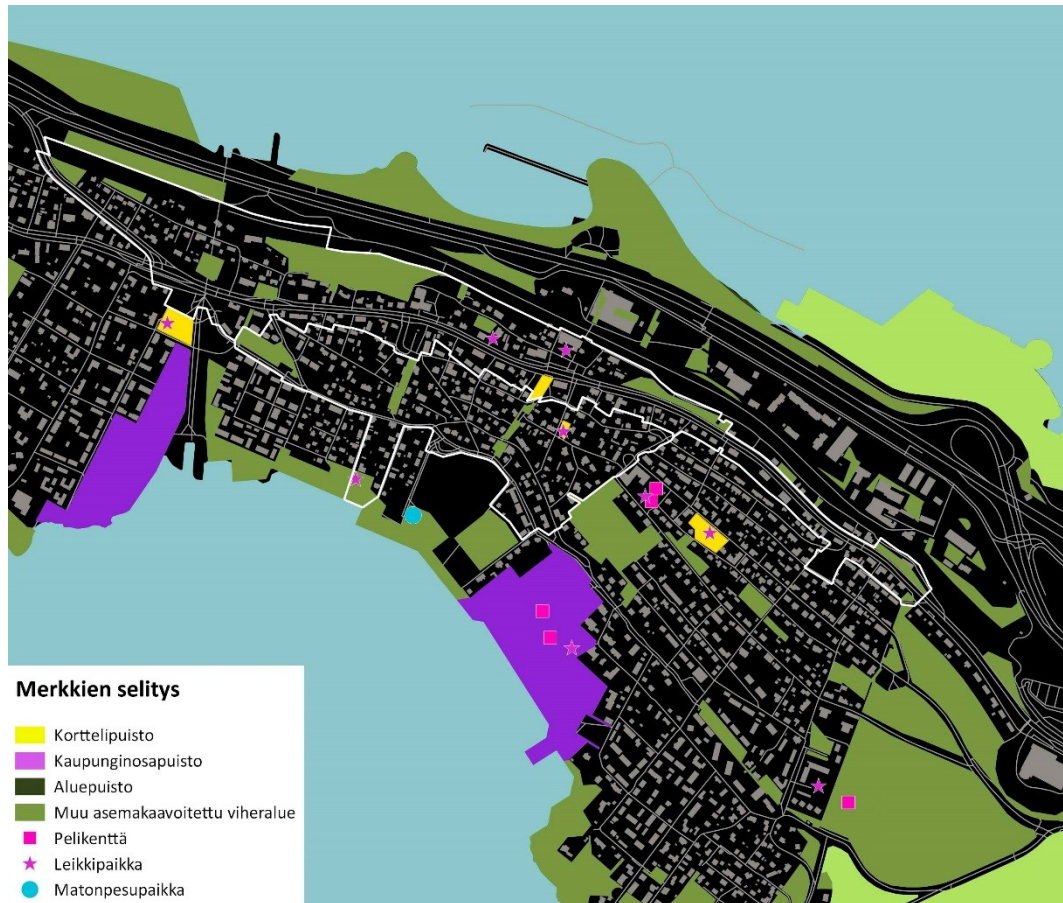 Merkkien selitys
Korttelipuisto
Kaupunginosapuisto
Aluepuisto
Muu asemakaavoitettu viheralue
Pelikenttä
Leikkipaikka
Matonpesupaikka